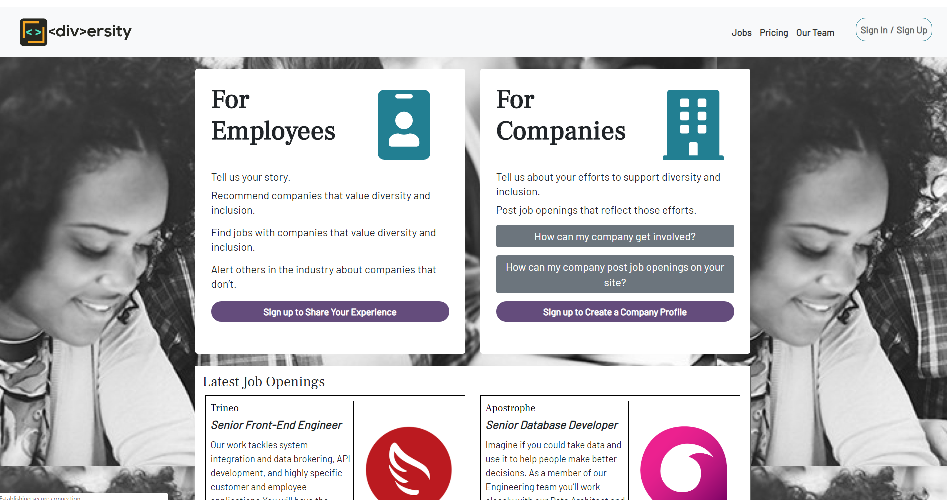 <div>ersity
Jobs Pricing Our Team Sign In / Sign Up
For
Employees
Tell us your story.
Recommend companies that value diversity and
inclusion.
Find jobs with companies that value diversity and
inclusion.
Alert others in the industry about companies that
don't.
Sign up to Share Your Experience
For
Companies
Tell us about your efforts to support diversity and
inclusion.
Post job openings that reflect those efforts.
How can my company get involved?
How can my company post job openings on your
site?
Sign up to Create a Company Profile
Latest Job Openings
Trineo
Senior Front-End Engineer
Our work tackles system
integration and data brokering, API
development, and highly specific
customer and employee
Apostrophe
Senior Database Developer
Imagine if you could take data and
use it to help people make better
decisions. As a member of our
Engineering team you'll work